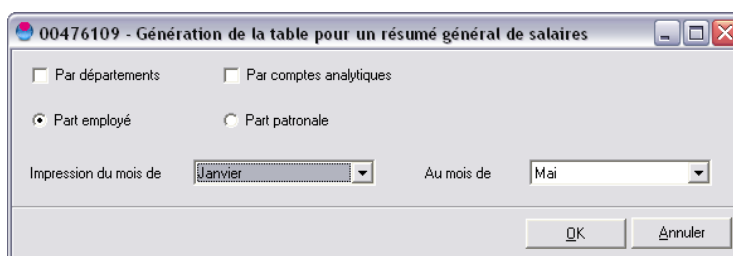 00476109 - Génération de la table pour un résumé général de salaires
Par départements Par comptes analytiques
Part employé Part patronale
Impression du mois de Janvier Au mois de Mai
OK Annuler